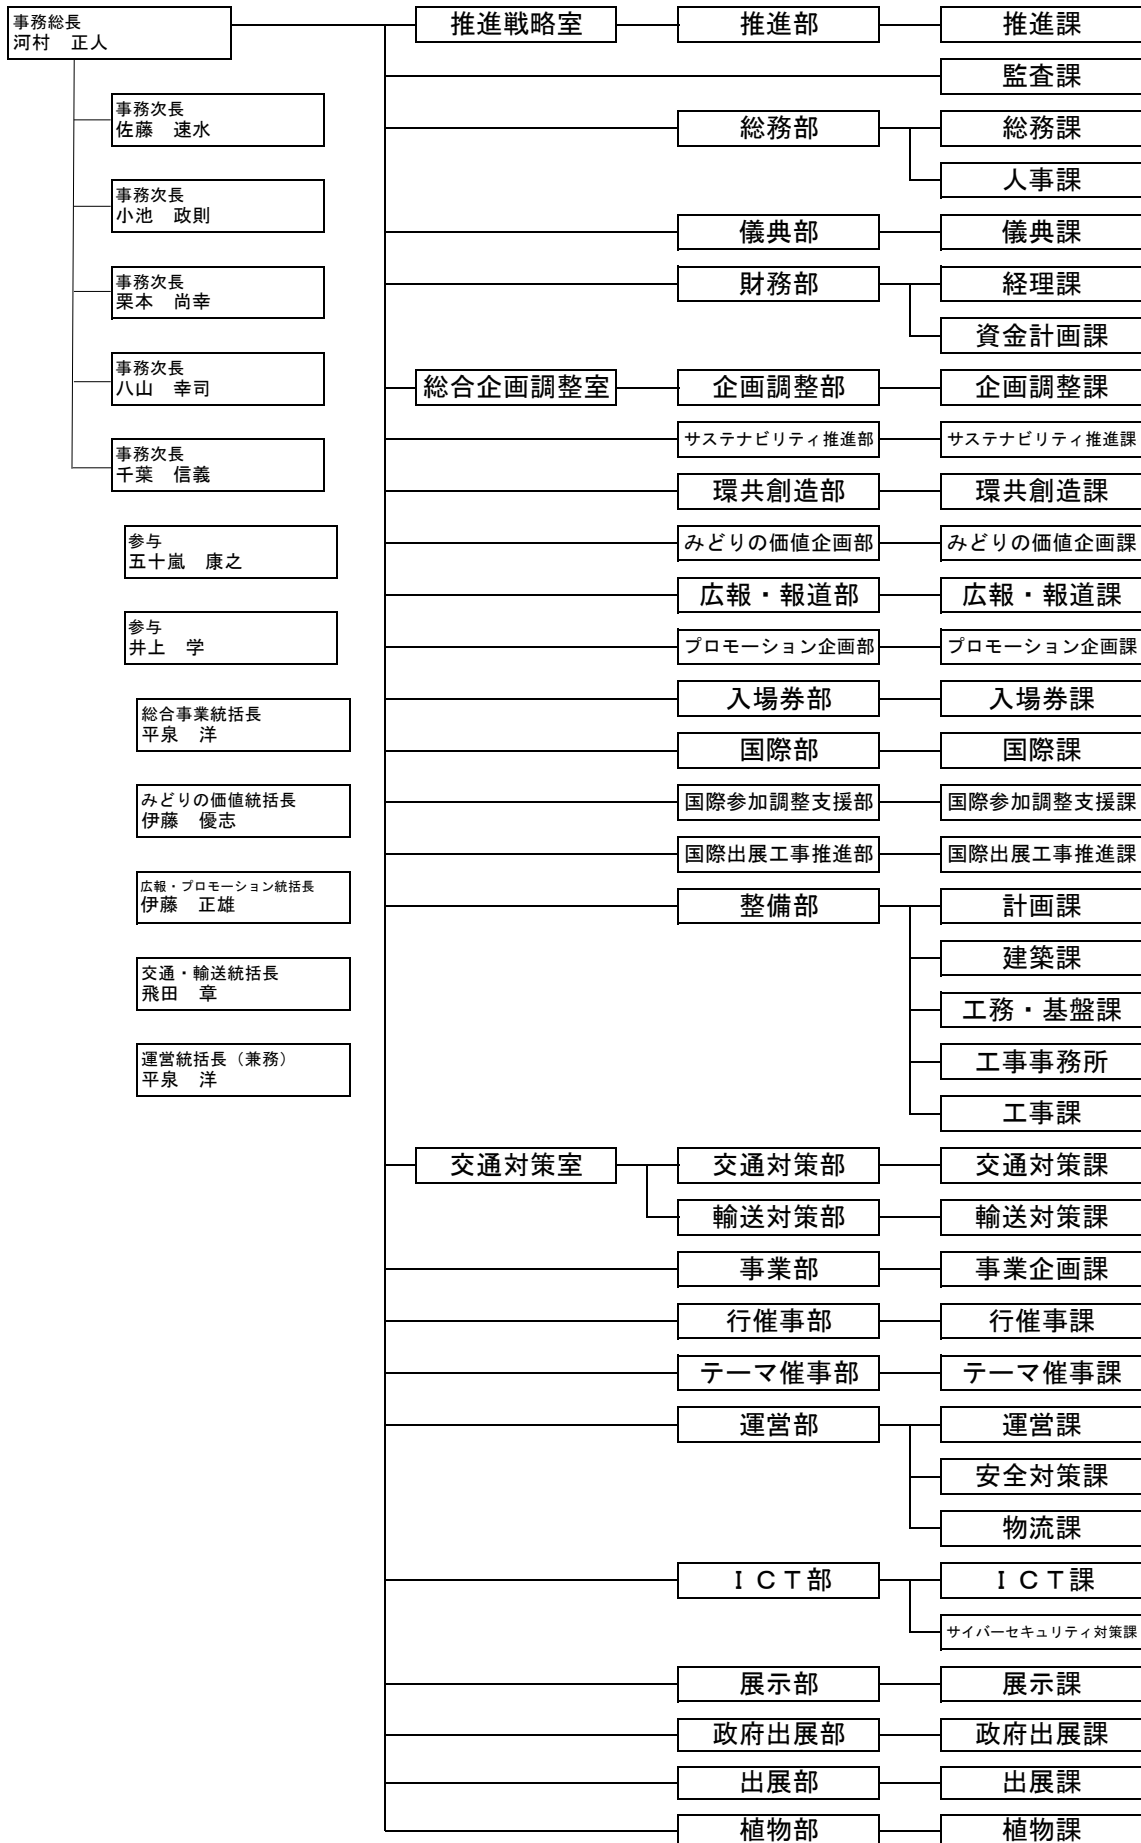 事務総長
河村　正人
事務次長
佐藤　速水
事務次長
小池　政則
事務次長
栗本　尚幸
事務次長
八山　幸司
事務次長
千葉　信義
参与
五十嵐　康之
参与
井上　学
総合事業統括長
平泉　洋
みどりの価値統括長
伊藤　優志
広報・プロモーション統括長
伊藤　正雄
交通・輸送統括長
飛田　章
運営統括長（兼務）
平泉　洋
推進戦略室　推進部　推進課
監査課
総務部　総務課
人事課
儀典部　儀典課
財務部　経理課
資金計画課
総合企画調整室　企画調整部　企画調整課
サステナビリティ推進部　サステナビリティ推進課
環共創造部　環共創造課
みどりの価値企画部　みどりの価値企画課
広報・報道部　広報・報道課
プロモーション企画部　プロモーション企画課
入場券部　入場券課
国際部　国際課
国際参加調整支援部　国際参加調整支援課
国際出展工事推進部　国際出展工事推進課
整備部　計画課
建築課
工務・基盤課
工事事務所
工事課
交通対策室　交通対策部　交通対策課
輸送対策部　輸送対策課
事業部　事業企画課
行催事部　行催事課
テーマ催事部　テーマ催事課
運営部　運営課
安全対策課
物流課
ＩＣＴ部　ＩＣＴ課
サイバーセキュリティ対策課
展示部　展示課
政府出展部　政府出展課
出展部　出展課
植物部　植物課